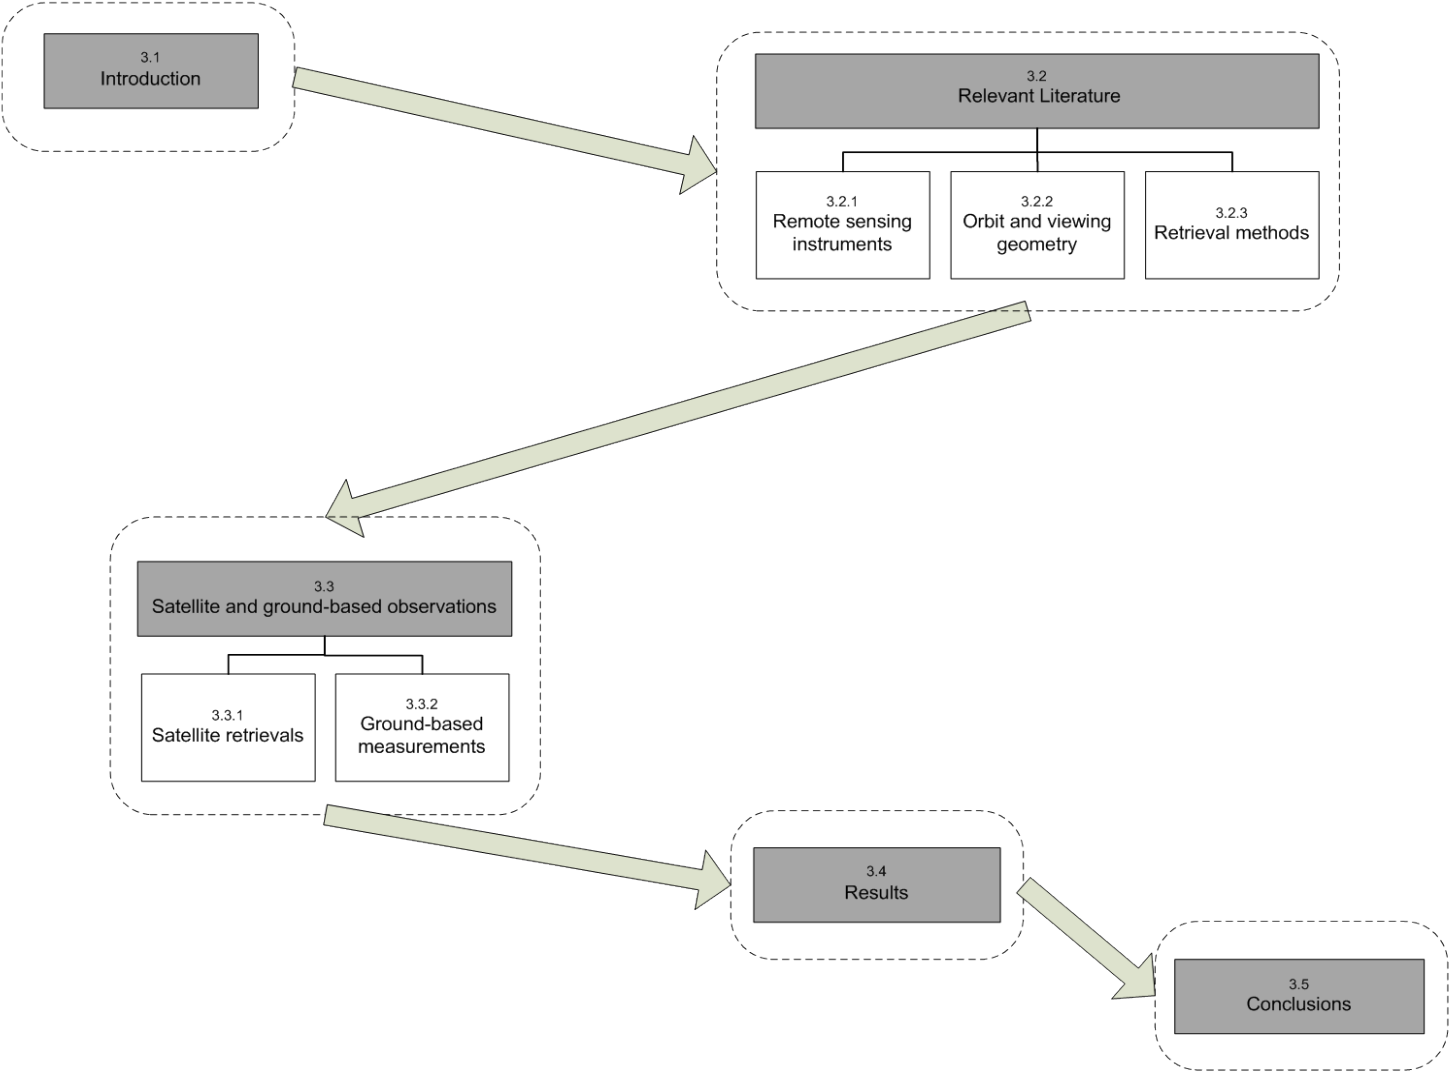 3.1
Introduction
3.2
Relevant Literature
3.2.1
Remote sensing
instruments
3.2.2
Orbit and viewing
geometry
3.2.3
Retrieval methods
3.3
Satellite and ground-based observations
3.3.1
Satellite retrievals
3.3.2
Ground-based
measurements
3.4
Results
3.5
Conclusions